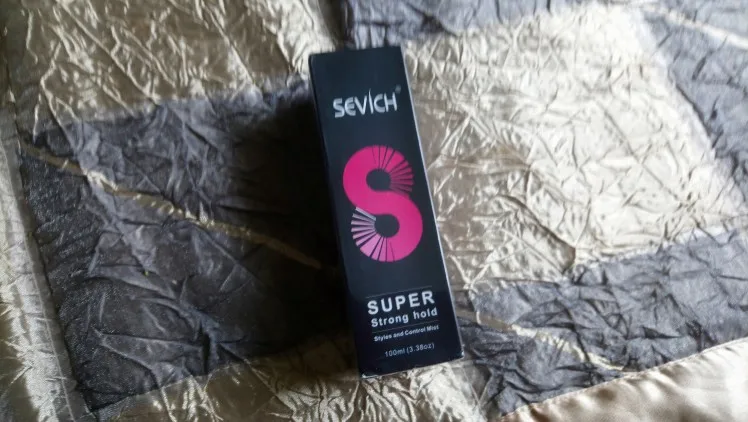 SEVICH®
SUPER
Strong hold
Styles and Control Mist
100ml (3.38oz)